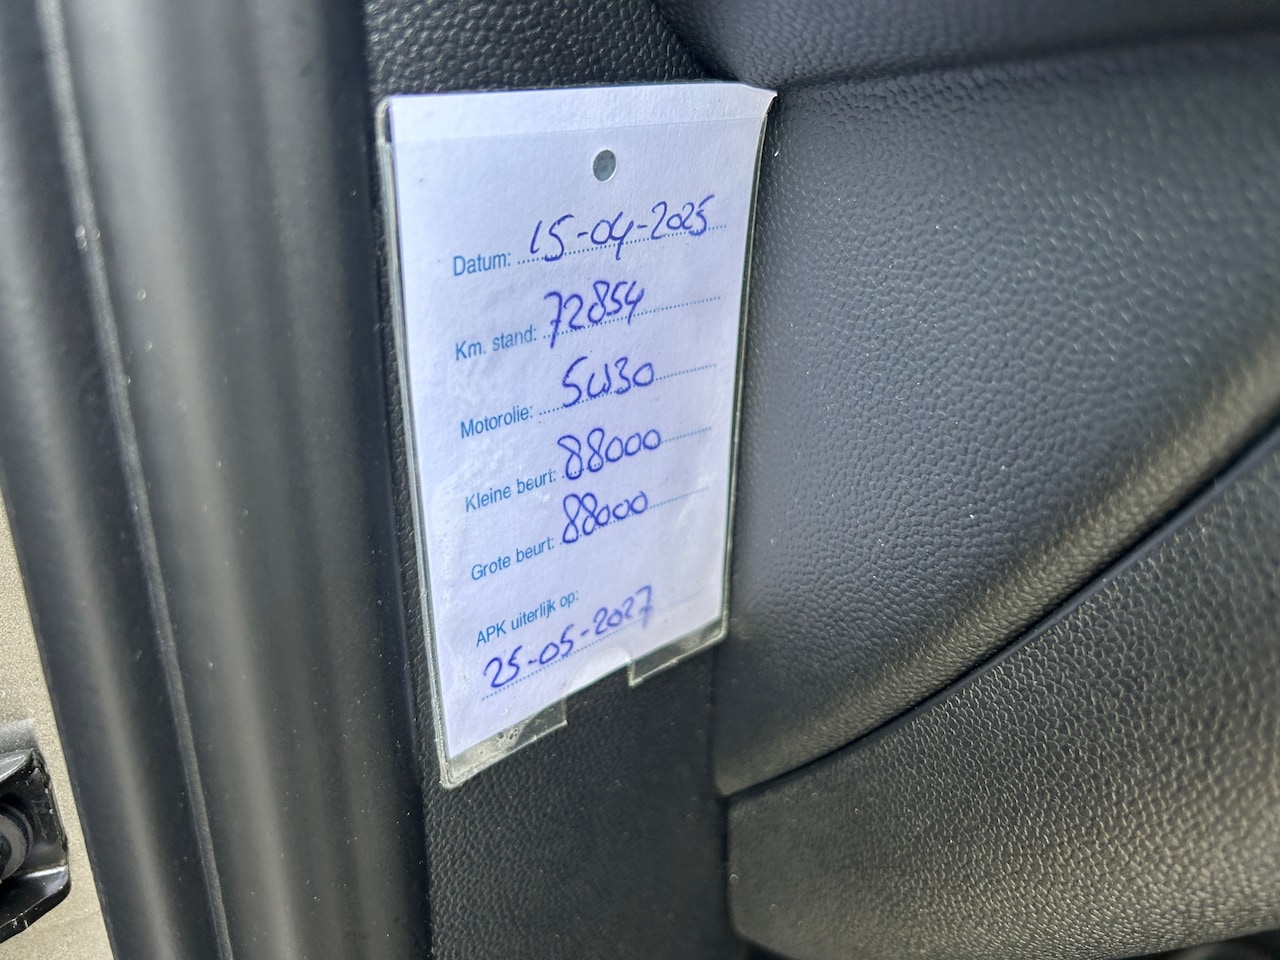 Datum: 15-04-2025
Km. stand: 72854
Motorolie: 5W30
Kleine beurt: 88000
Grote beurt: 88000
APK uiterlijk op:
25-05-2027